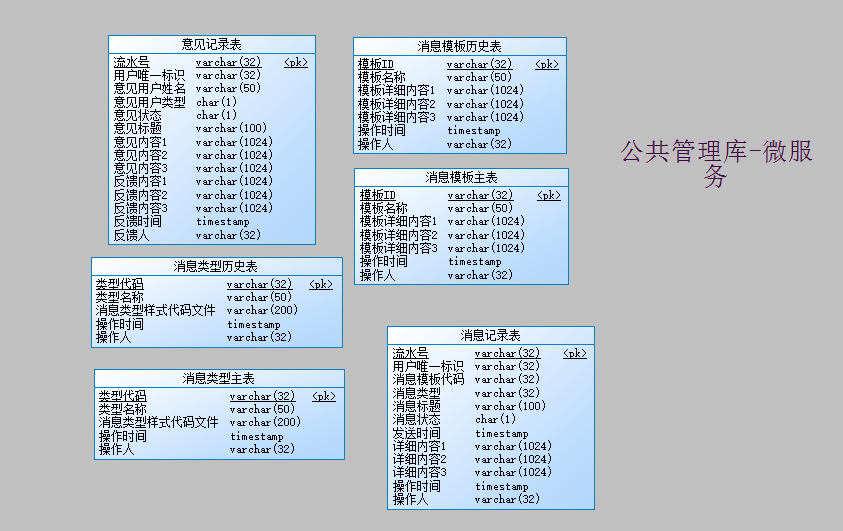 意见记录表
流水号 varchar(32) <pk>
用户唯一标识 varchar(32)
意见用户姓名 varchar(50)
意见用户类型 char(1)
意见状态 char(1)
意见标题 varchar(100)
意见内容1 varchar(1024)
意见内容2 varchar(1024)
意见内容3 varchar(1024)
反馈内容1 varchar(1024)
反馈内容2 varchar(1024)
反馈内容3 varchar(1024)
反馈时间 timestamp
反馈人 varchar(32)
消息模板历史表
模板ID varchar(32) <pk>
模板名称 varchar(50)
模板详细内容1 varchar(1024)
模板详细内容2 varchar(1024)
模板详细内容3 varchar(1024)
操作时间 timestamp
操作人 varchar(32)
消息模板主表
模板ID varchar(32) <pk>
模板名称 varchar(50)
模板详细内容1 varchar(1024)
模板详细内容2 varchar(1024)
模板详细内容3 varchar(1024)
操作时间 timestamp
操作人 varchar(32)
公共管理库-微服
务
消息类型历史表
类型代码 varchar(32) <pk>
类型名称 varchar(50)
消息类型样式代码文件 varchar(200)
操作时间 timestamp
操作人 varchar(32)
消息类型主表
类型代码 varchar(32) <pk>
类型名称 varchar(50)
消息类型样式代码文件 varchar(200)
操作时间 timestamp
操作人 varchar(32)
消息记录表
流水号 varchar(32) <pk>
用户唯一标识 varchar(32)
消息模板代码 varchar(32)
消息类型 varchar(32)
消息标题 varchar(100)
消息状态 char(1)
发送时间 timestamp
详细内容1 varchar(1024)
详细内容2 varchar(1024)
详细内容3 varchar(1024)
操作时间 timestamp
操作人 varchar(32)